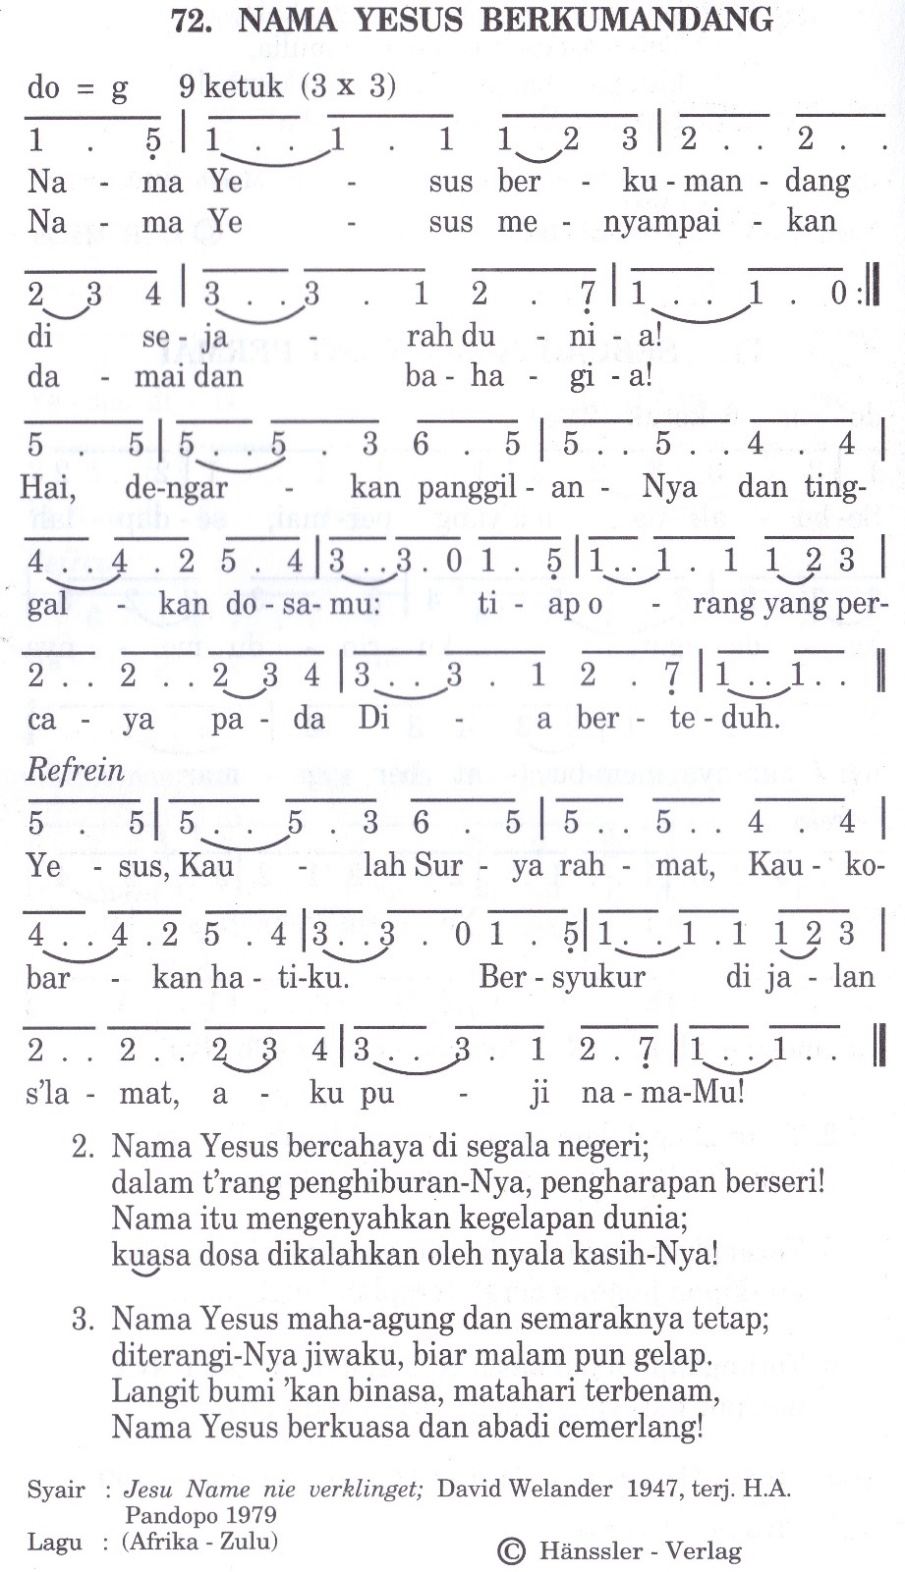 72. NAMA YESUS BERKUMANDANG
do = g 9 ketuk (3 x 3)
1 . 5̣ | 1 . . 1 . 1 1 2 3 | 2 . . 2 . .
Na - ma Ye - sus ber - ku - man - dang
Na - ma Ye - sus me - nyampai - kan
2 3 4 | 3 . . 3 . 1 2 . 7̣ | 1 . . 1 . 0 :||
di se - ja - rah du - ni - a!
da - mai dan ba - ha - gi - a!
5 5 | 5 . . 5 . 3 6 . 5 | 5 . . 5 . . 4 . 4 |
Hai, de-ngar - kan panggil - an - Nya dan ting-
4 . . 4 . 2 5 . 4 | 3 . . 3 . 0 1 . 5̣ | 1 . . 1 . 1 1 2 3 |
gal - kan do - sa- mu: ti - ap o - rang yang per-
2 . . 2 . . 2 3 4 | 3 . . 3 . 1 2 . 7̣ | 1 . . 1 . . ||
ca - ya pa - da Di - a ber - te - duh.
Refrein
5 . 5 | 5 . . 5 . 3 6 . 5 | 5 . . 5 . . 4 . 4 |
Ye - sus, Kau - lah Sur - ya rah - mat, Kau - ko-
4 . . 4 . 2 5 . 4 | 3 . . 3 . 0 1 . 5̣ | 1 . . 1 . 1 1 2 3 |
bar - kan ha - ti-ku. Ber - syukur di ja - lan
2 . . 2 . . 2 3 4 | 3 . . 3 . 1 2 . 7̣ | 1 . . 1 . . ||
s'la - mat, a - ku pu - ji na - ma-Mu!
2. Nama Yesus bercahaya di segala negeri;
dalam t'rang penghiburan-Nya, pengharapan berseri!
Nama itu mengenyahkan kegelapan dunia;
kuasa dosa dikalahkan oleh nyala kasih-Nya!
3. Nama Yesus maha-agung dan semaraknya tetap;
diterangi-Nya jiwaku, biar malam pun gelap.
Langit bumi 'kan binasa, matahari terbenam,
Nama Yesus berkuasa dan abadi cemerlang!
Syair : Jesu Name nie verklinget; David Welander 1947, terj. H.A.
Pandopo 1979
Lagu : (Afrika - Zulu)
© Hänssler - Verlag